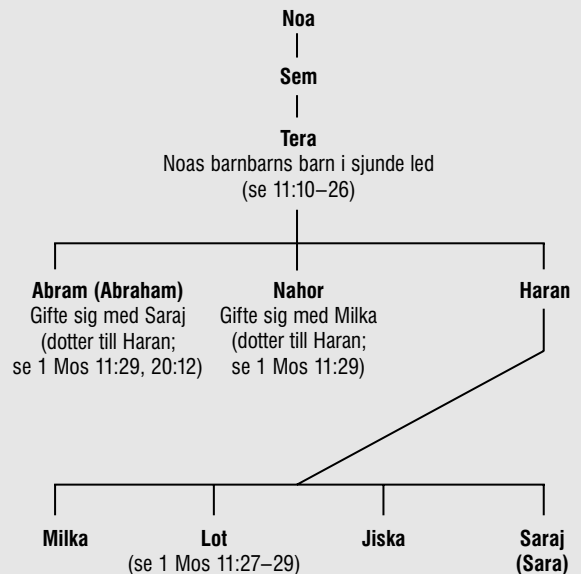 Noa
Sem
Tera
Noas barnbarns barn i sjunde led
(se 11:10–26)
Abram (Abraham)
Gifte sig med Saraj
(dotter till Haran;
se 1 Mos 11:29, 20:12)
Nahor
Gifte sig med Milka
(dotter till Haran;
se 1 Mos 11:29)
Haran
Milka
Lot
(se 1 Mos 11:27–29)
Jiska
Saraj
(Sara)